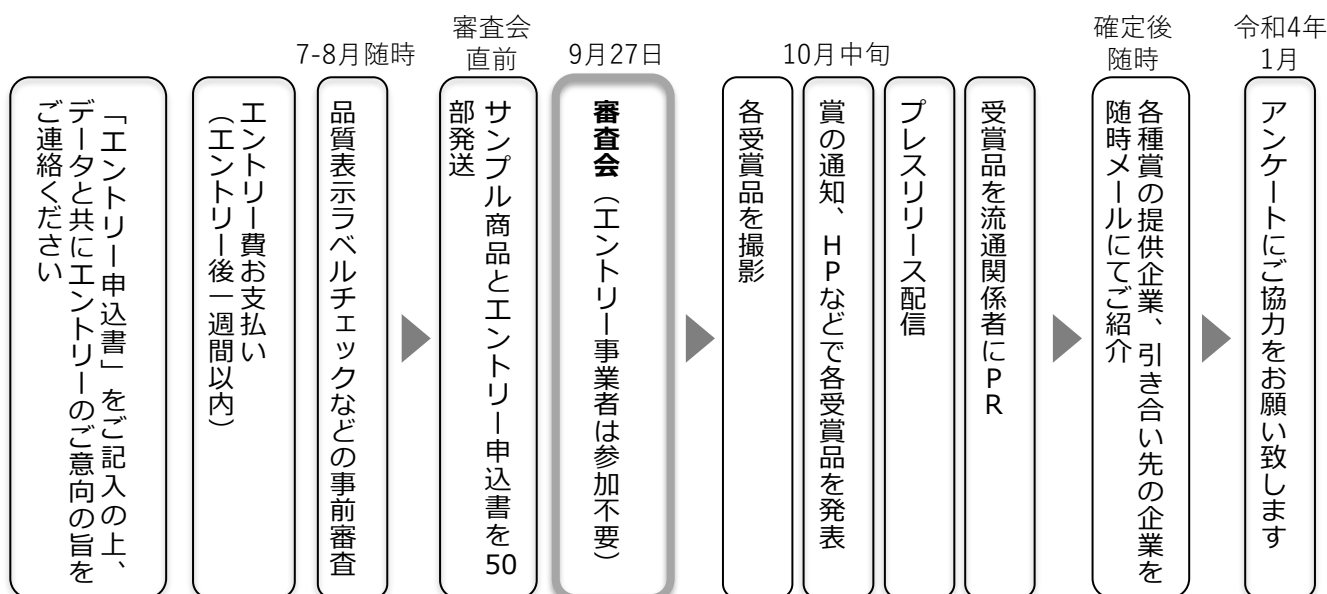 「エントリー申込書」をご記入の上、
データと共にエントリーのご意向の旨を
ご連絡ください
エントリー費お支払い
（エントリー後一週間以内）
7-8月随時
品質表示ラベルチェックなどの事前審査
審査会
直前
サンプル商品とエントリー申込書を50
部発送
9月27日
審査会（エントリー事業者は参加不要）
10月中旬
各受賞品を撮影
賞の通知、HPなどで各受賞品を発表
プレスリリース配信
受賞品を流通関係者にPR
確定後
随時
各種賞の提供企業、引き合い先の企業を
随時メールにてご紹介
令和4年
1月
アンケートにご協力をお願い致します